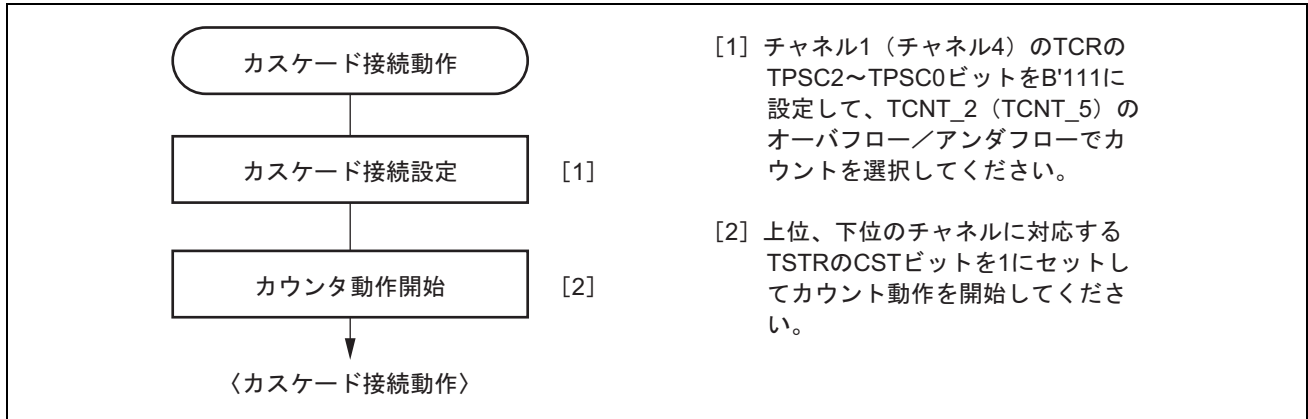 カスケード接続動作
カスケード接続設定
[1]
カウンタ動作開始
[2]
〈カスケード接続動作〉
[1] チャネル1（チャネル4）のTCRの
TPSC2～TPSC0ビットをB'111に
設定して、TCNT_2（TCNT_5）の
オーバフロー／アンダフローでカ
ウントを選択してください。
[2] 上位、下位のチャネルに対応する
TSTRのCSTビットを1にセットし
てカウント動作を開始してくださ
い。